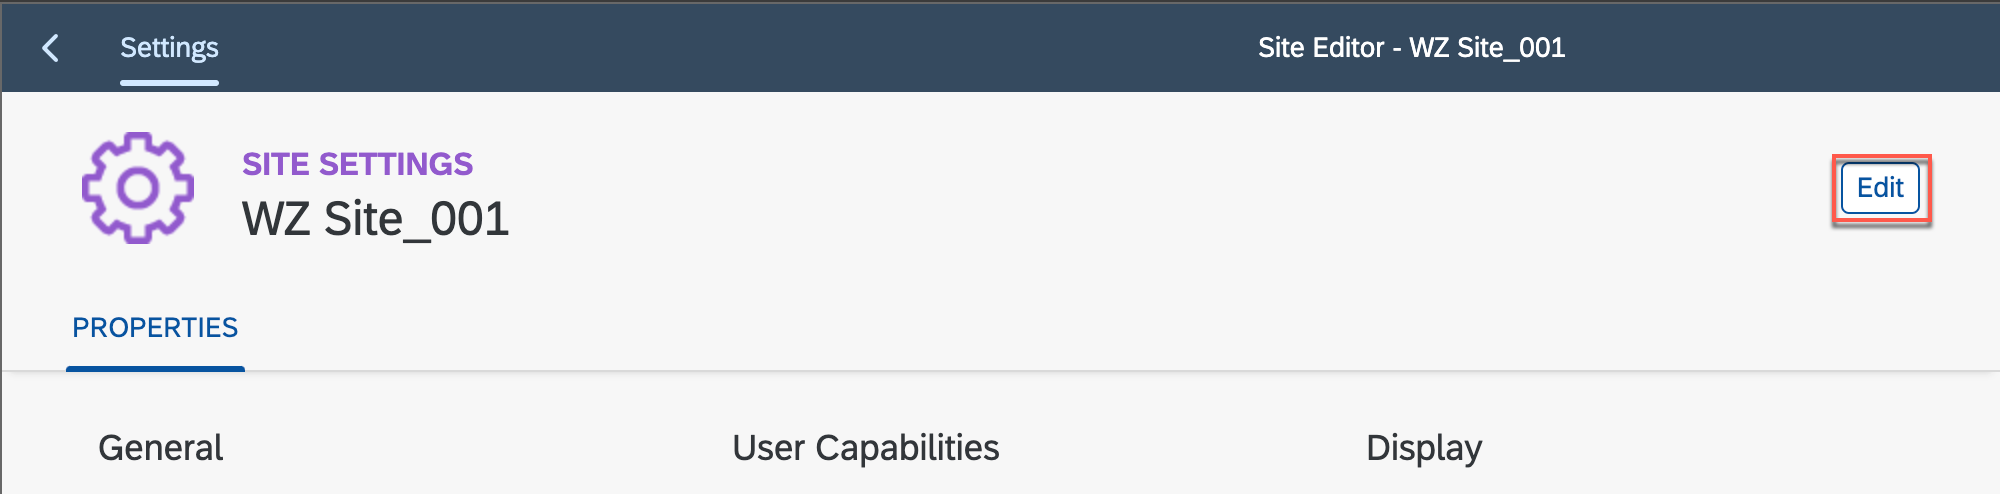 Settings
Site Editor - WZ Site_001
SITE SETTINGS
WZ Site_001
Edit
PROPERTIES
General
User Capabilities
Display